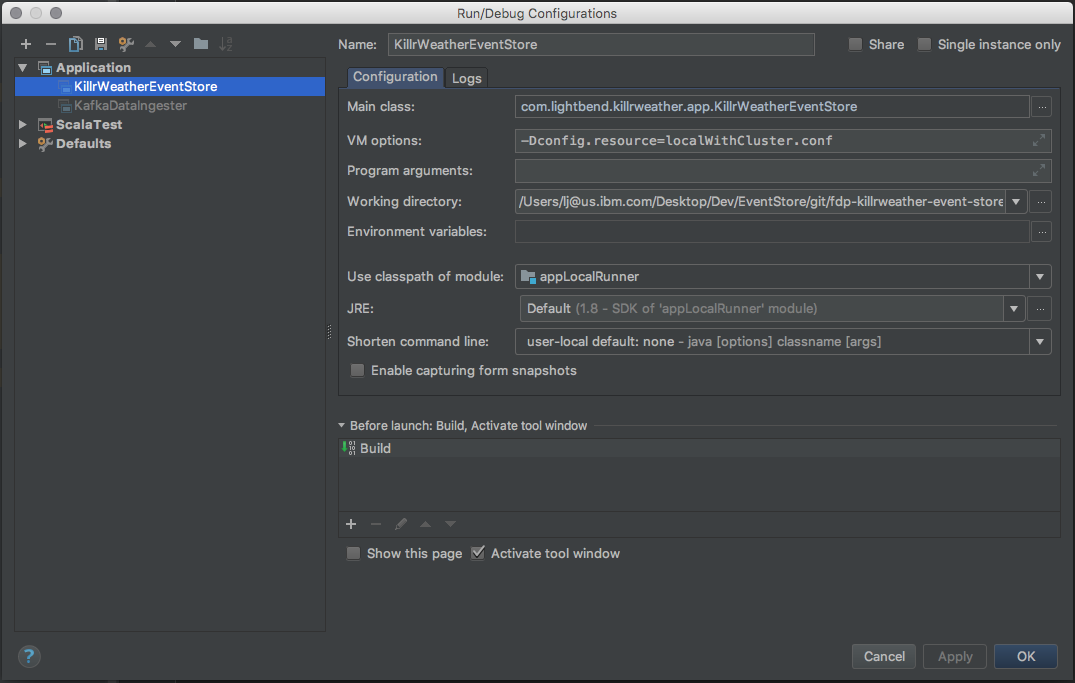 Run/Debug Configurations
Name: KillrWeatherEventStore Share Single instance only
Application
KillrWeatherEventStore
KafkaDataIngester
ScalaTest
Defaults
Configuration Logs
Main class: com.lightbend.killrweather.app.KillrWeatherEventStore ...
VM options: -Dconfig.resource=localWithCluster.conf
Program arguments:
Working directory: /Users/lj@us.ibm.com/Desktop/Dev/EventStore/git/fdp-killrweather-event-store ...
Environment variables: ...
Use classpath of module: appLocalRunner
JRE: Default (1.8 - SDK of 'appLocalRunner' module) ...
Shorten command line: user-local default: none - java [options] classname [args]
Enable capturing form snapshots
Before launch: Build, Activate tool window
Build
Show this page Activate tool window
? Cancel Apply OK